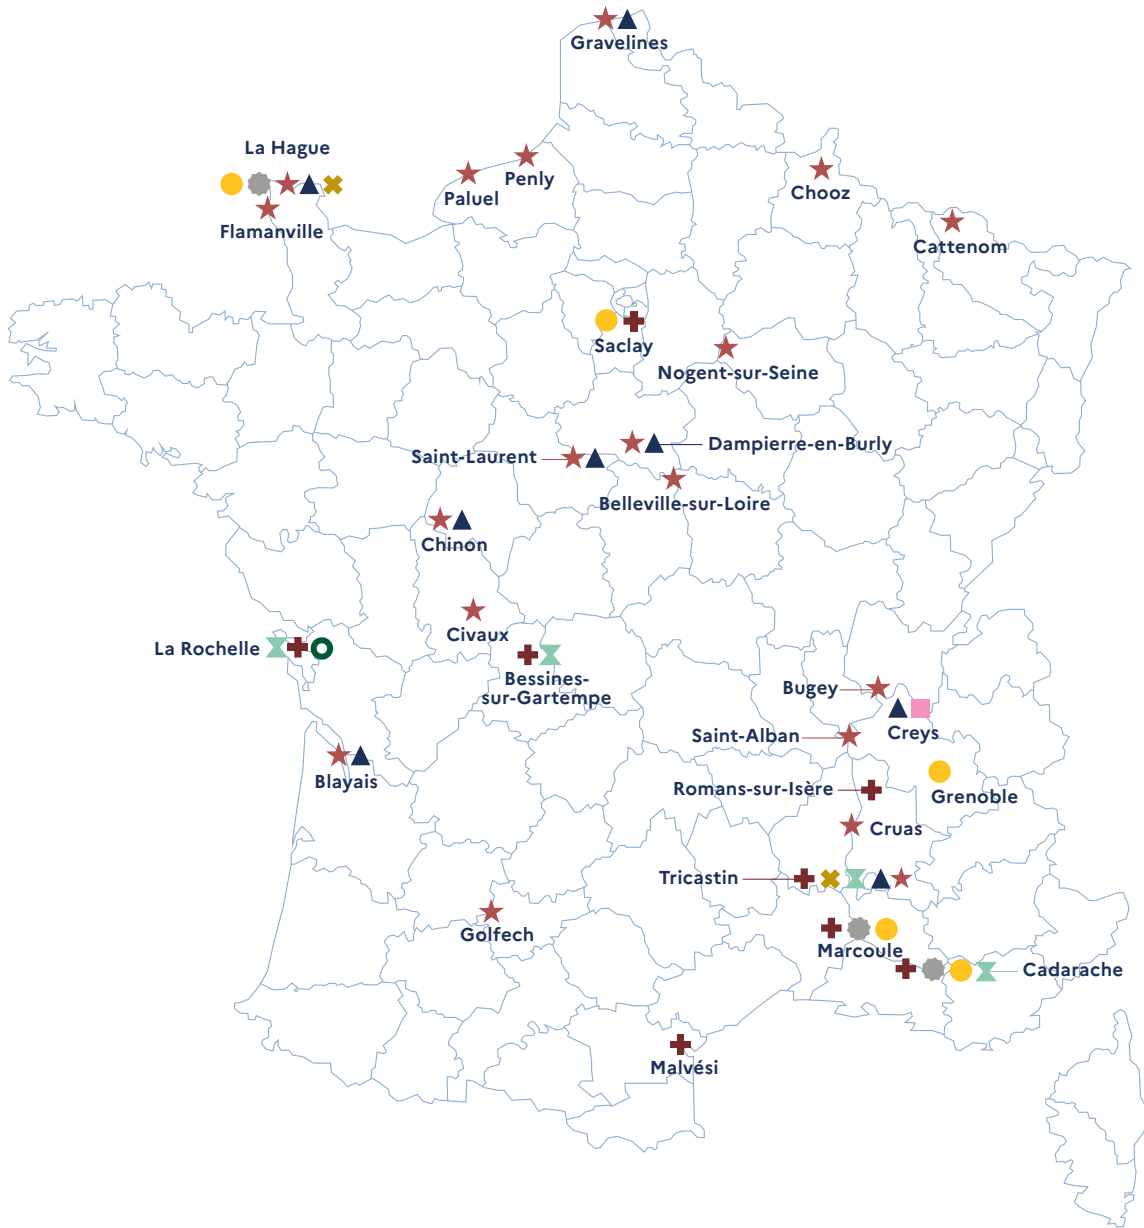 Gravelines
La Hague
Penly
Paluel
Chooz
Flamanville
Cattenom
Saclay
Nogent-sur-Seine
Dampierre-en-Burly
Saint-Laurent
Belleville-sur-Loire
Chinon
Civaux
La Rochelle
Bessines-
sur-Gartempe
Bugey
Creys
Saint-Alban
Blayais
Romans-sur-Isère
Grenoble
Cruas
Tricastin
Golfech
Marcoule
Cadarache
Malvési